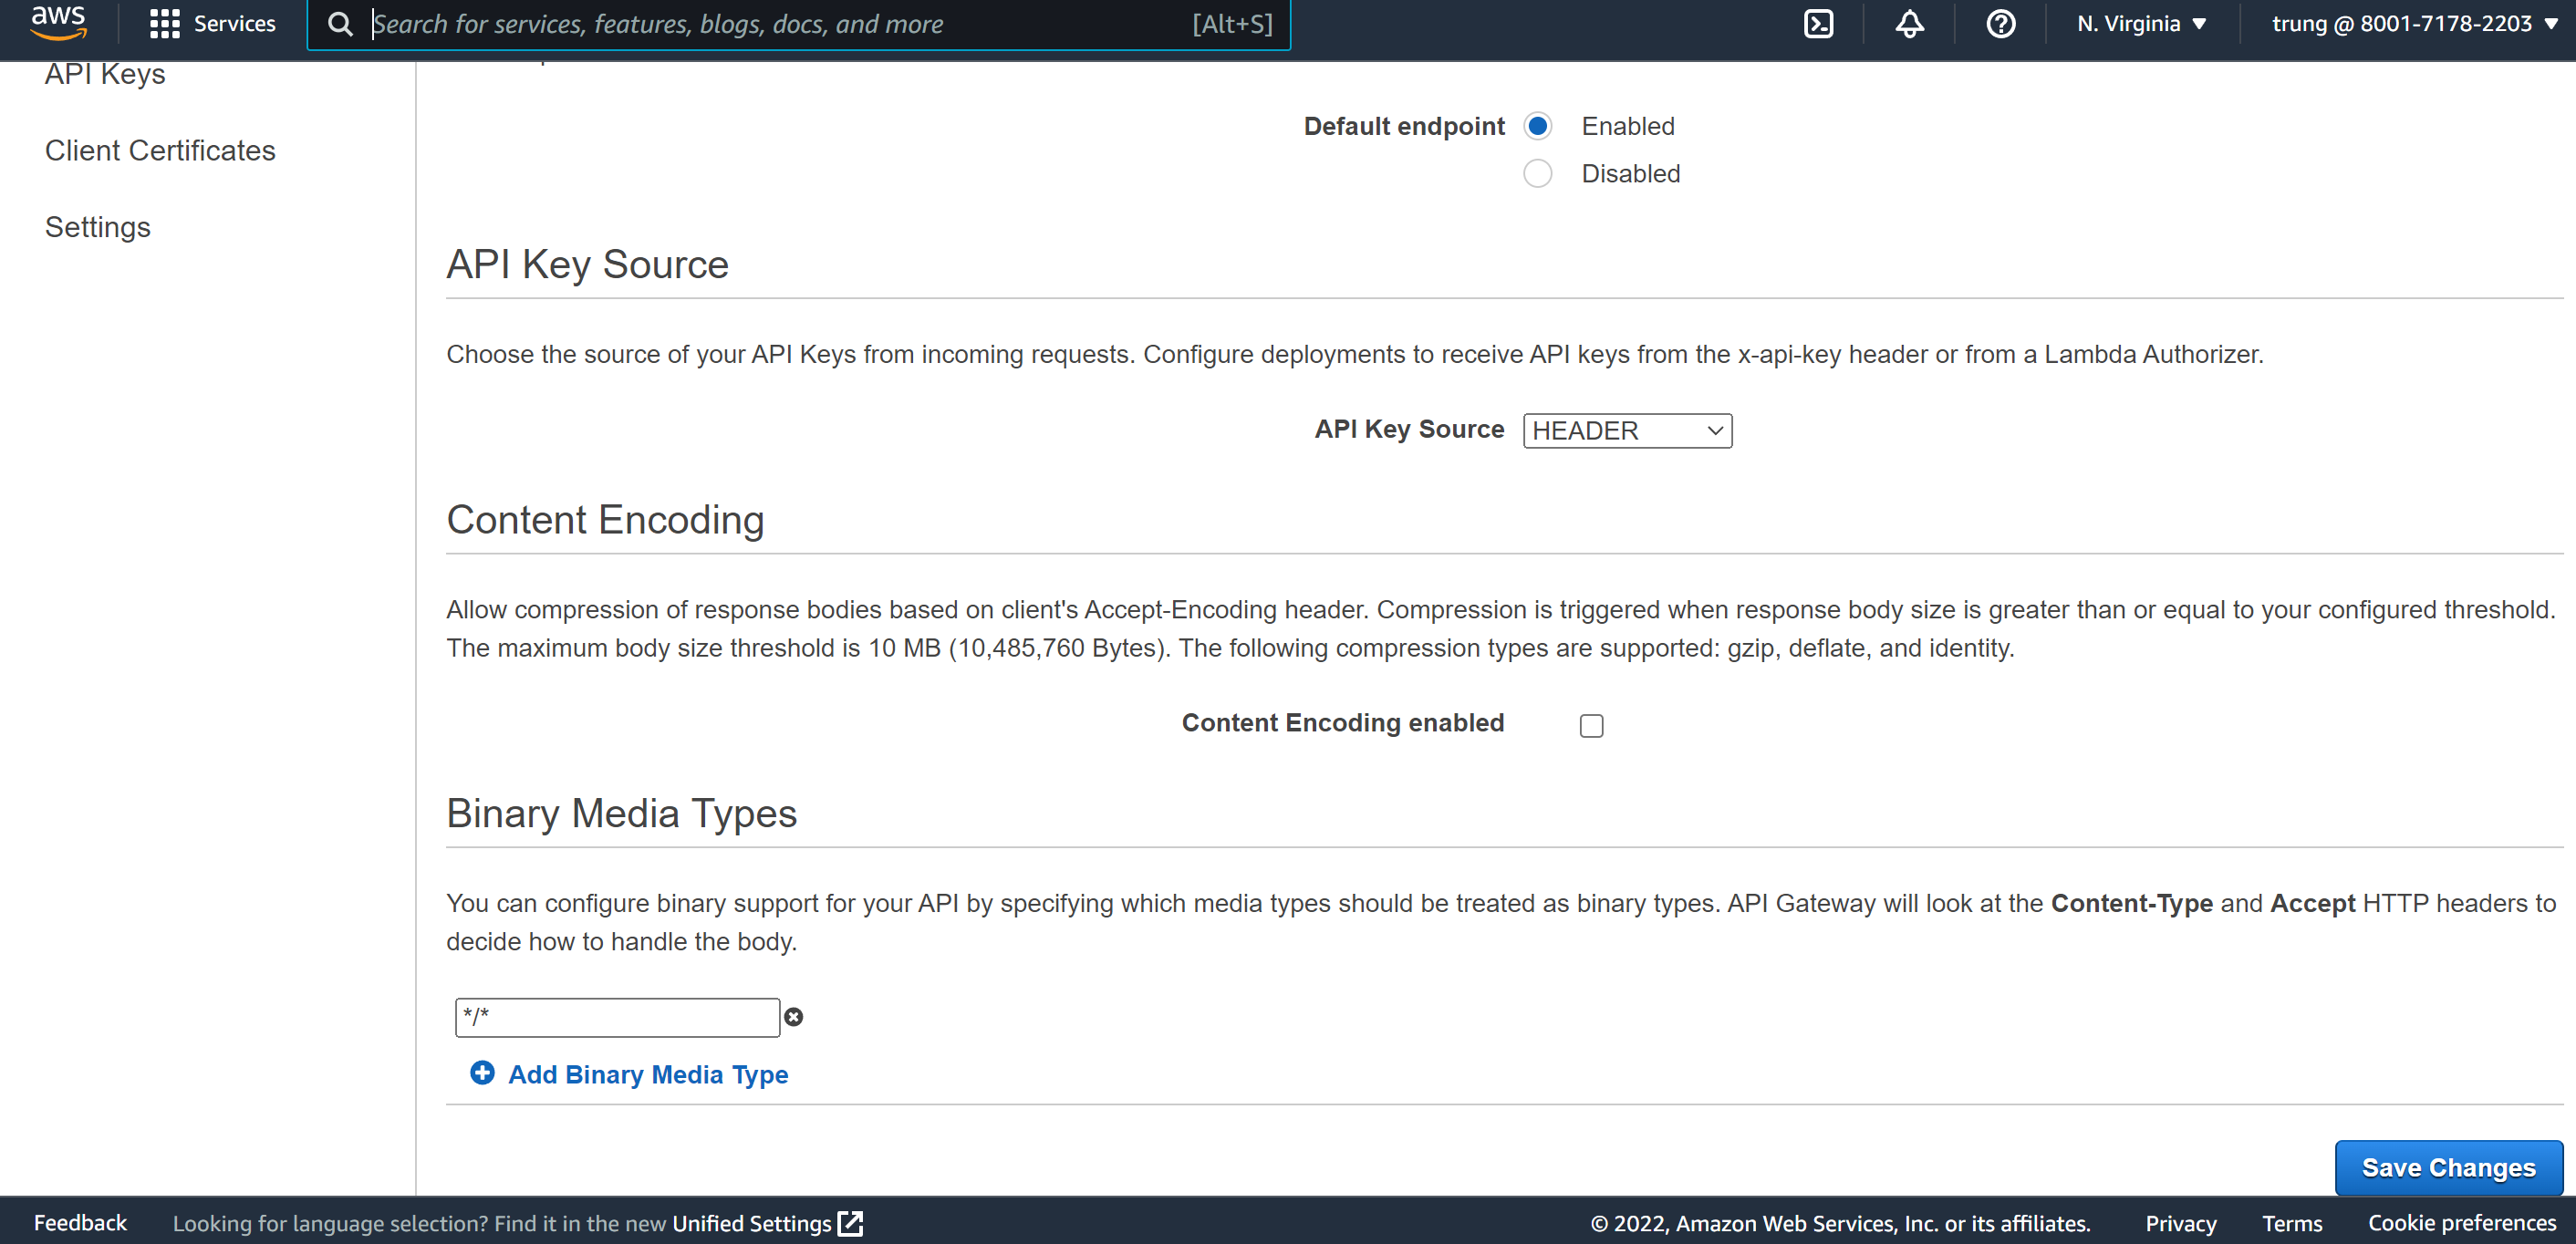 aws
Services
Search for services, features, blogs, docs, and more
[Alt+S]
N. Virginia
trung @ 8001-7178-2203
API Keys
Client Certificates
Settings
Default endpoint
Enabled
Disabled
API Key Source
Choose the source of your API Keys from incoming requests. Configure deployments to receive API keys from the x-api-key header or from a Lambda Authorizer.
API Key Source
HEADER
Content Encoding
Allow compression of response bodies based on client's Accept-Encoding header. Compression is triggered when response body size is greater than or equal to your configured threshold.
The maximum body size threshold is 10 MB (10,485,760 Bytes). The following compression types are supported: gzip, deflate, and identity.
Content Encoding enabled
Binary Media Types
You can configure binary support for your API by specifying which media types should be treated as binary types. API Gateway will look at the Content-Type and Accept HTTP headers to
decide how to handle the body.
*/*
Add Binary Media Type
Save Changes
Feedback
Looking for language selection? Find it in the new Unified Settings
© 2022, Amazon Web Services, Inc. or its affiliates.
Privacy
Terms
Cookie preferences